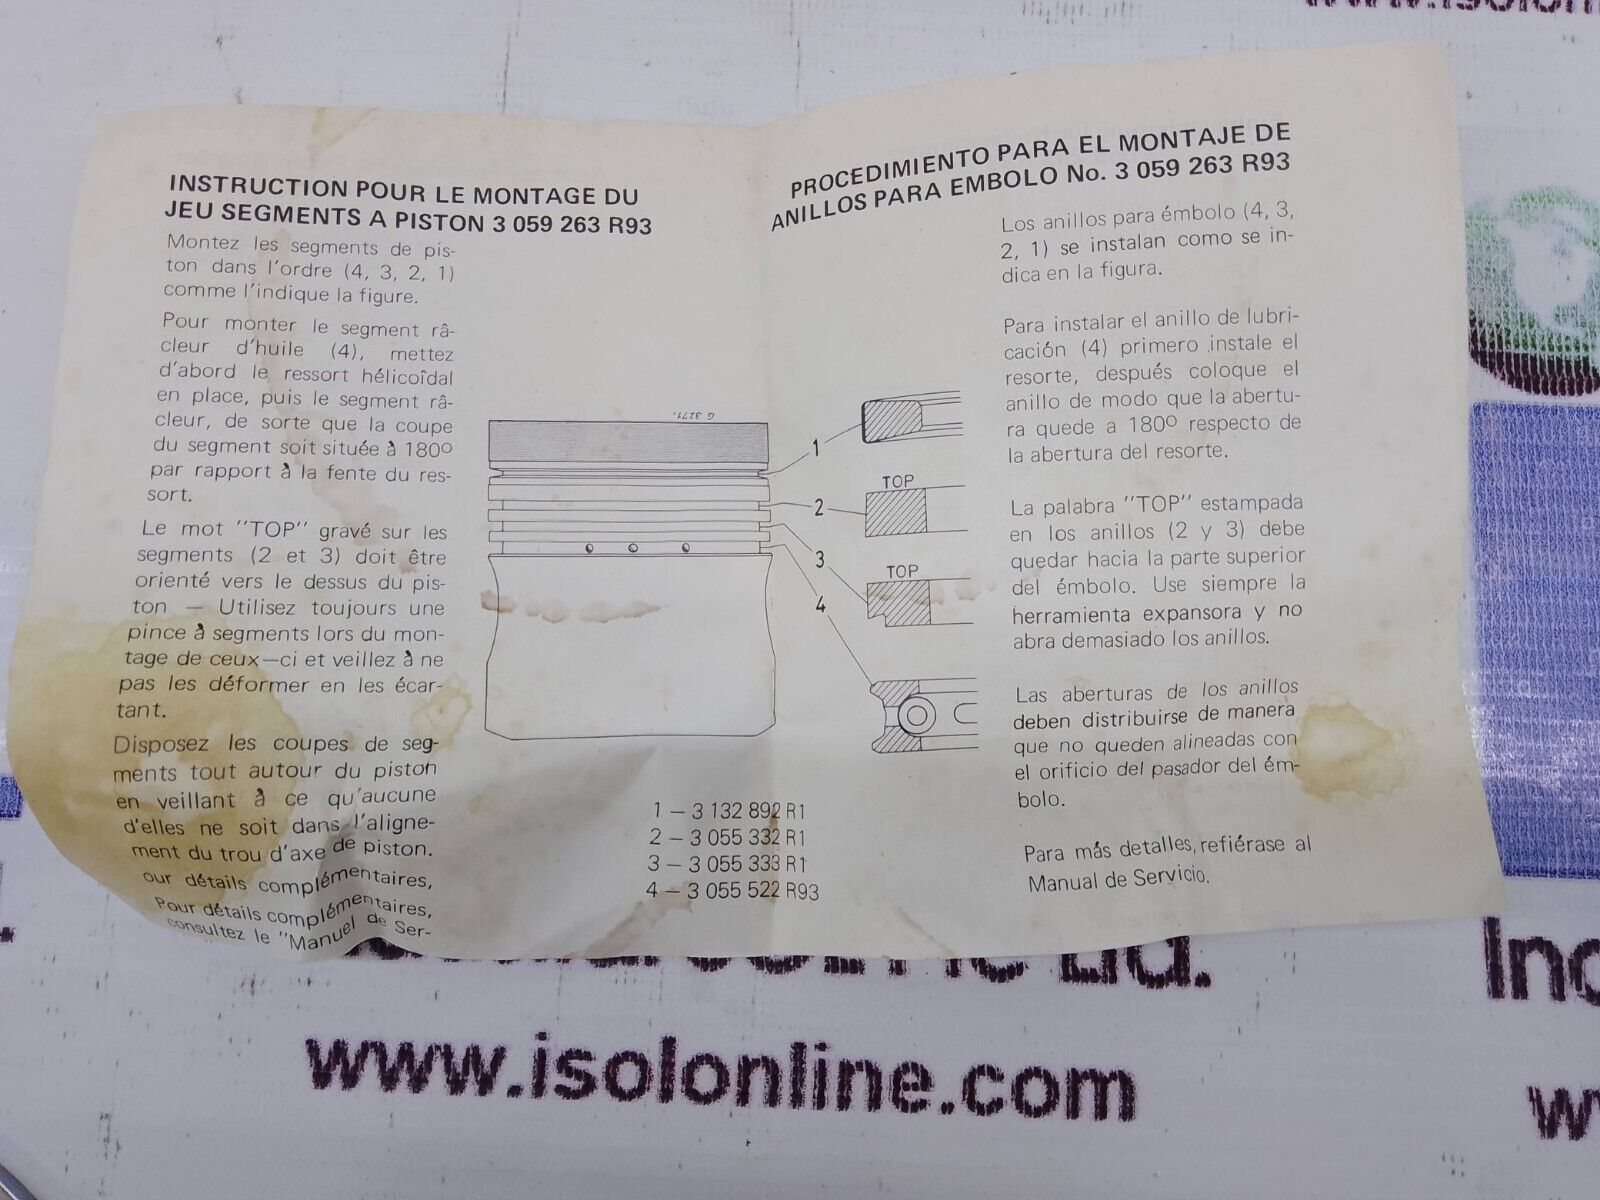 www.isolon
INSTRUCTION POUR LE MONTAGE DU
JEU SEGMENTS A PISTON 3 059 263 R93
Montez les segments de pis-
ton dans l'ordre (4, 3, 2, 1)
comme l'indique la figure.
Pour monter le segment râ-
cleur d'huile (4), mettez
d'abord le ressort hélicoîdal
en place, puis le segment râ-
cleur, de sorte que la coupe
du segment soit située à 180º
par rapport à la fente du res-
sort.
Le mot "TOP" gravé sur les
segments (2 et 3) doit être
orienté vers le dessus du pis-
ton — Utilisez toujours une
pince à segments lors du mon-
tage de ceux—ci et veillez à ne
pas les déformer en les écar-
tant.
Disposez les coupes de seg-
ments tout autour du piston
en veillant à ce qu'aucune
d'elles ne soit dans l'aligne-
ment du trou d'axe de piston.
our détails complémentaires,
Pour détails complémentaires,
consultez le "Manuel de Ser-
G 3271.
1
2
3
4
TOP
TOP
1 — 3 132 892 R1
2 — 3 055 332 R1
3 — 3 055 333 R1
4 — 3 055 522 R93
PROCEDIMIENTO PARA EL MONTAJE DE
ANILLOS PARA EMBOLO No. 3 059 263 R93
Los anillos para émbolo (4, 3,
2, 1) se instalan como se in-
dica en la figura.
Para instalar el anillo de lubri-
cación (4) primero instale el
resorte, después coloque el
anillo de modo que la abertu-
ra quede a 180º respecto de
la abertura del resorte.
La palabra "TOP" estampada
en los anillos (2 y 3) debe
quedar hacia la parte superior
del émbolo. Use siempre la
herramienta expansora y no
abra demasiado los anillos.
Las aberturas de los anillos
deben distribuirse de manera
que no queden alineadas con
el orificio del pasador del ém-
bolo.
Para más detalles, refiérase al
Manual de Servicio.
Ltd.
www.isolonline.com